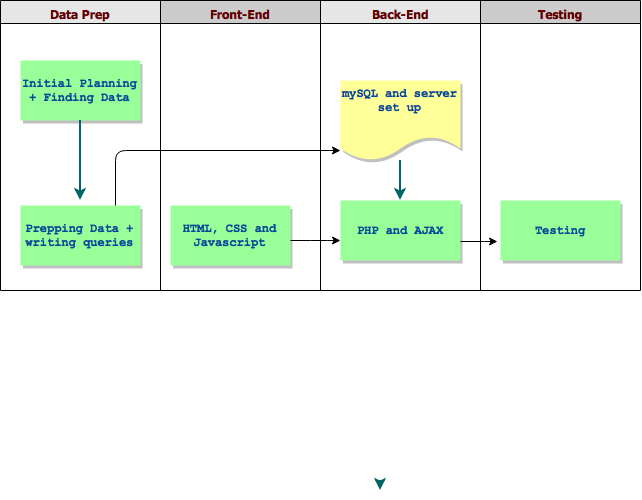 Data Prep
Front-End
Back-End
Testing
Initial Planning
+ Finding Data
mySQL and server
set up
Prepping Data +
writing queries
HTML, CSS and
Javascript
PHP and AJAX
Testing